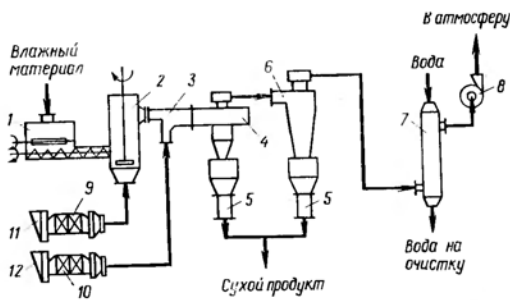 В атмосферу
Влажный
материал
Вода
1
2
3
4
5
5
6
7
8
9
10
11
12
Вода на
очистку
Сухой продукт